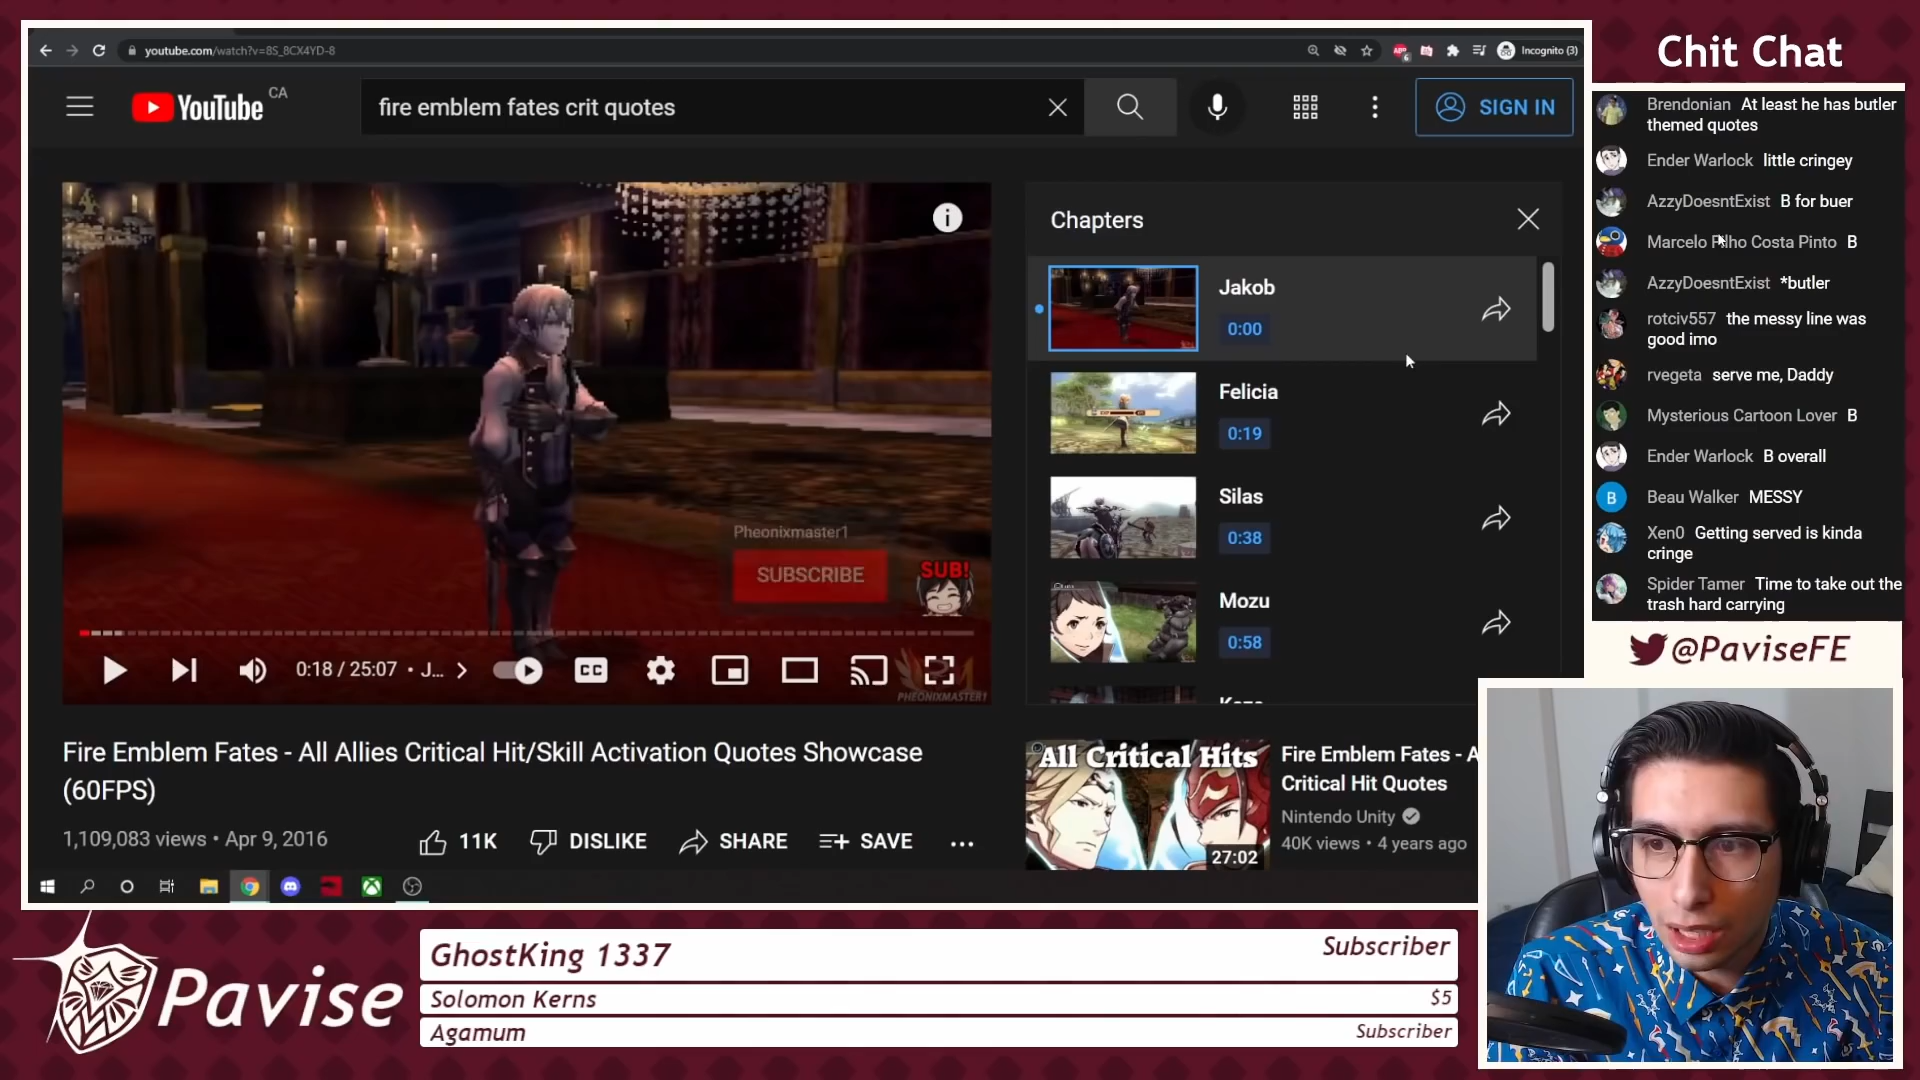 youtube.com/watch?v=8S_8CX4YD-8
Incognito (3)
YouTube CA
fire emblem fates crit quotes
SIGN IN
Chapters
Jakob
0:00
Felicia
0:19
Silas
0:38
Mozu
0:58
Pheonixmaster1
SUBSCRIBE
SUB!
0:18 / 25:07 • J...
CC
PHEONIXMASTER1
Fire Emblem Fates - All Allies Critical Hit/Skill Activation Quotes Showcase
(60FPS)
1,109,083 views • Apr 9, 2016
11K
DISLIKE
SHARE
SAVE
All Critical Hits
27:02
Fire Emblem Fates - A
Critical Hit Quotes
Nintendo Unity
40K views • 4 years ago
Chit Chat
Brendonian At least he has butler
themed quotes
Ender Warlock little cringey
AzzyDoesntExist B for buer
Marcelo Filho Costa Pinto B
AzzyDoesntExist *butler
rotciv557 the messy line was
good imo
rvegeta serve me, Daddy
Mysterious Cartoon Lover B
Ender Warlock B overall
B
Beau Walker MESSY
Xen0 Getting served is kinda
cringe
Spider Tamer Time to take out the
trash hard carrying
@PaviseFE
Pavise
GhostKing 1337 Subscriber
Solomon Kerns $5
Agamum Subscriber